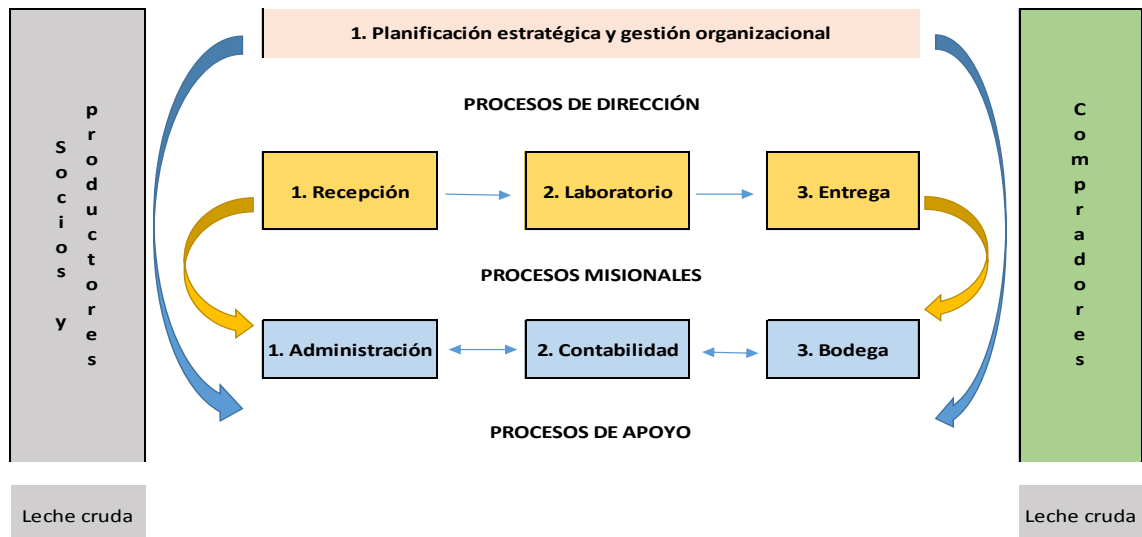 Socios y
productores
1. Planificación estratégica y gestión organizacional
PROCESOS DE DIRECCIÓN
1. Recepción
2. Laboratorio
3. Entrega
PROCESOS MISIONALES
1. Administración
2. Contabilidad
3. Bodega
PROCESOS DE APOYO
Compradores
Leche cruda
Leche cruda